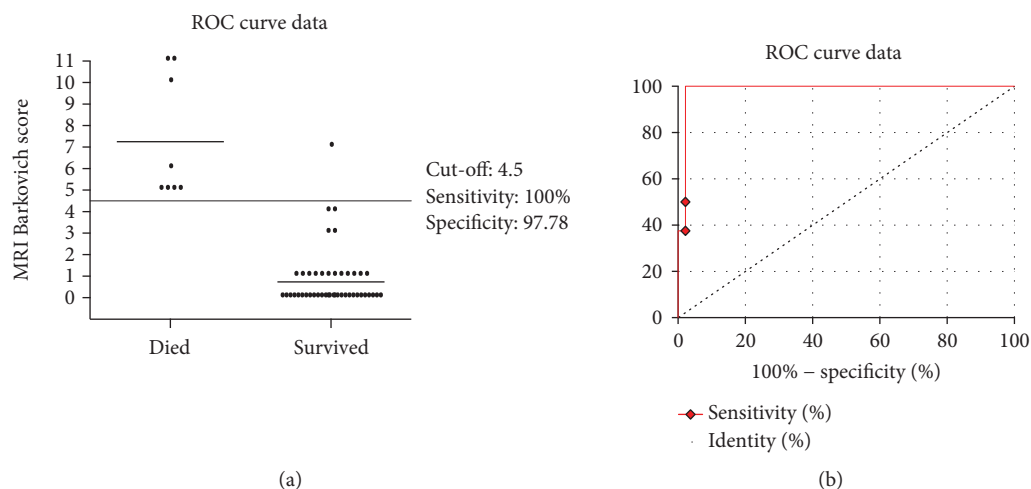 ROC curve data
MRI Barkovich score
11
10
9
8
7
6
5
4
3
2
1
0
Died
Survived
Cut-off: 4.5
Sensitivity: 100%
Specificity: 97.78
(a)
ROC curve data
100
80
60
40
20
0
0 20 40 60 80 100
100% − specificity (%)
Sensitivity (%)
Identity (%)
(b)